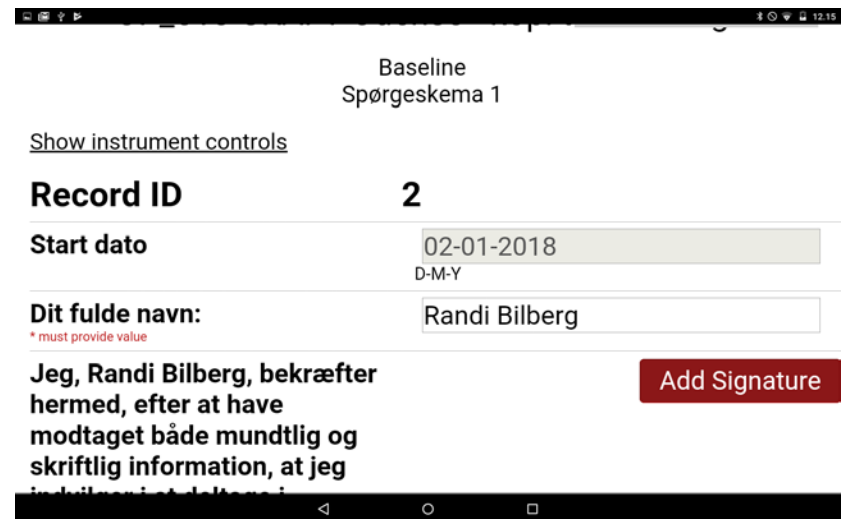 12.15
Baseline
Spørgeskema 1
Show instrument controls
Record ID 2
Start dato 02-01-2018
D-M-Y
Dit fulde navn: Randi Bilberg
* must provide value
Jeg, Randi Bilberg, bekræfter Add Signature
hermed, efter at have
modtaget både mundtlig og
skriftlig information, at jeg